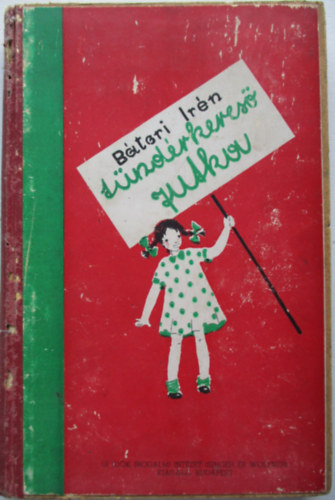 Bátori Irén
tündérkereső
Jutka